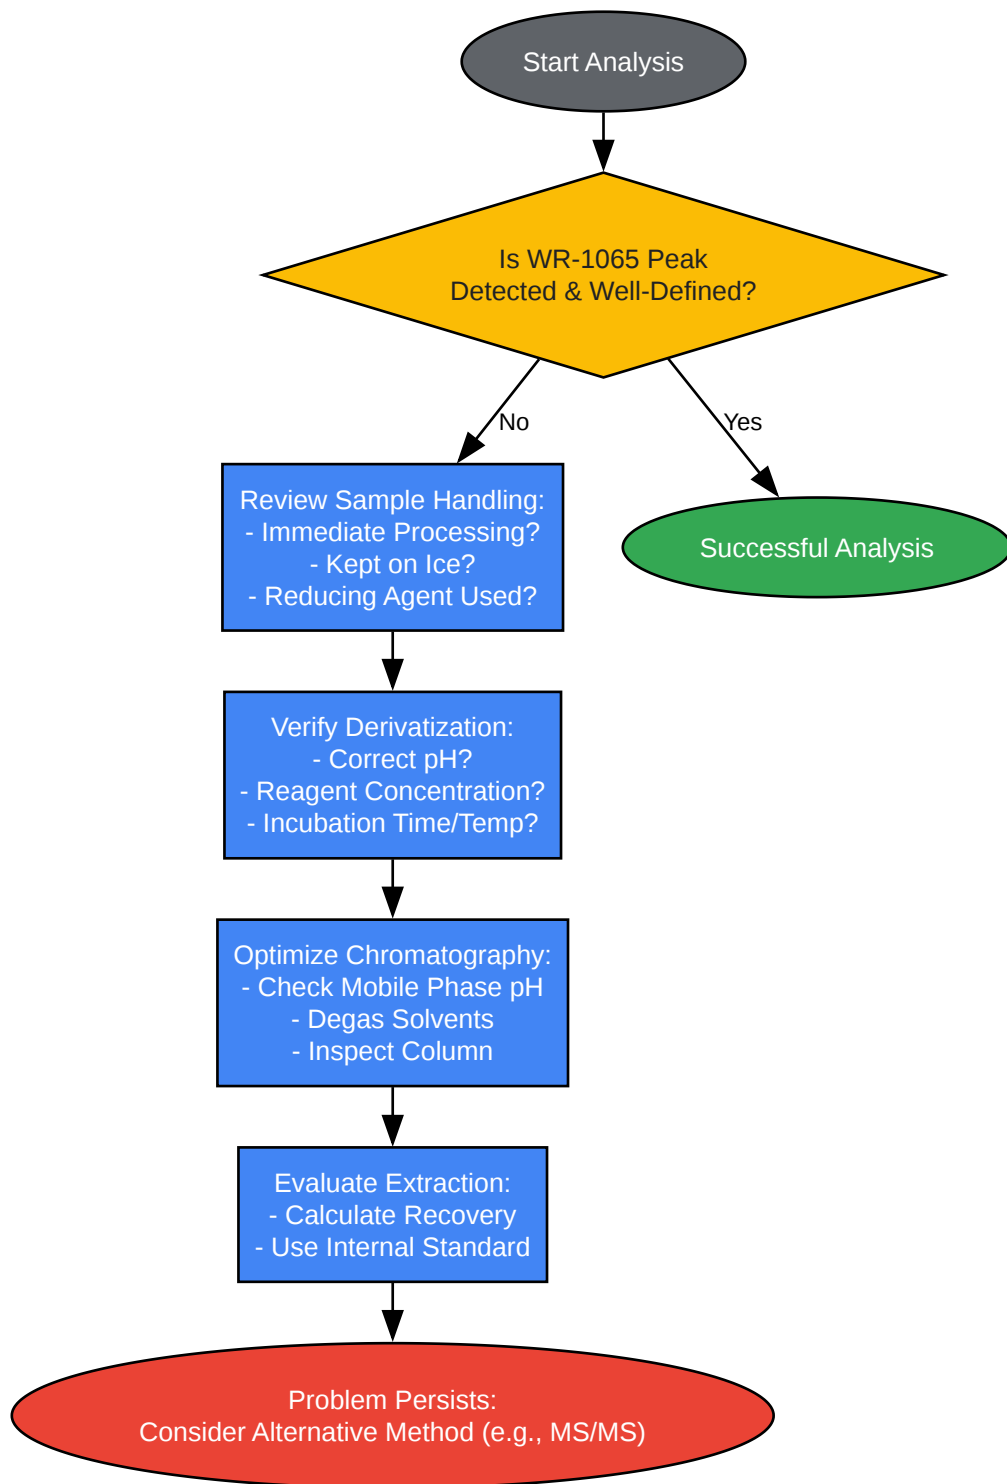 Start Analysis
Is WR-1065 Peak
Detected & Well-Defined?
No
Yes
Review Sample Handling:
- Immediate Processing?
- Kept on Ice?
- Reducing Agent Used?
Successful Analysis
Verify Derivatization:
- Correct pH?
- Reagent Concentration?
- Incubation Time/Temp?
Optimize Chromatography:
- Check Mobile Phase pH
- Degas Solvents
- Inspect Column
Evaluate Extraction:
- Calculate Recovery
- Use Internal Standard
Problem Persists:
Consider Alternative Method (e.g., MS/MS)